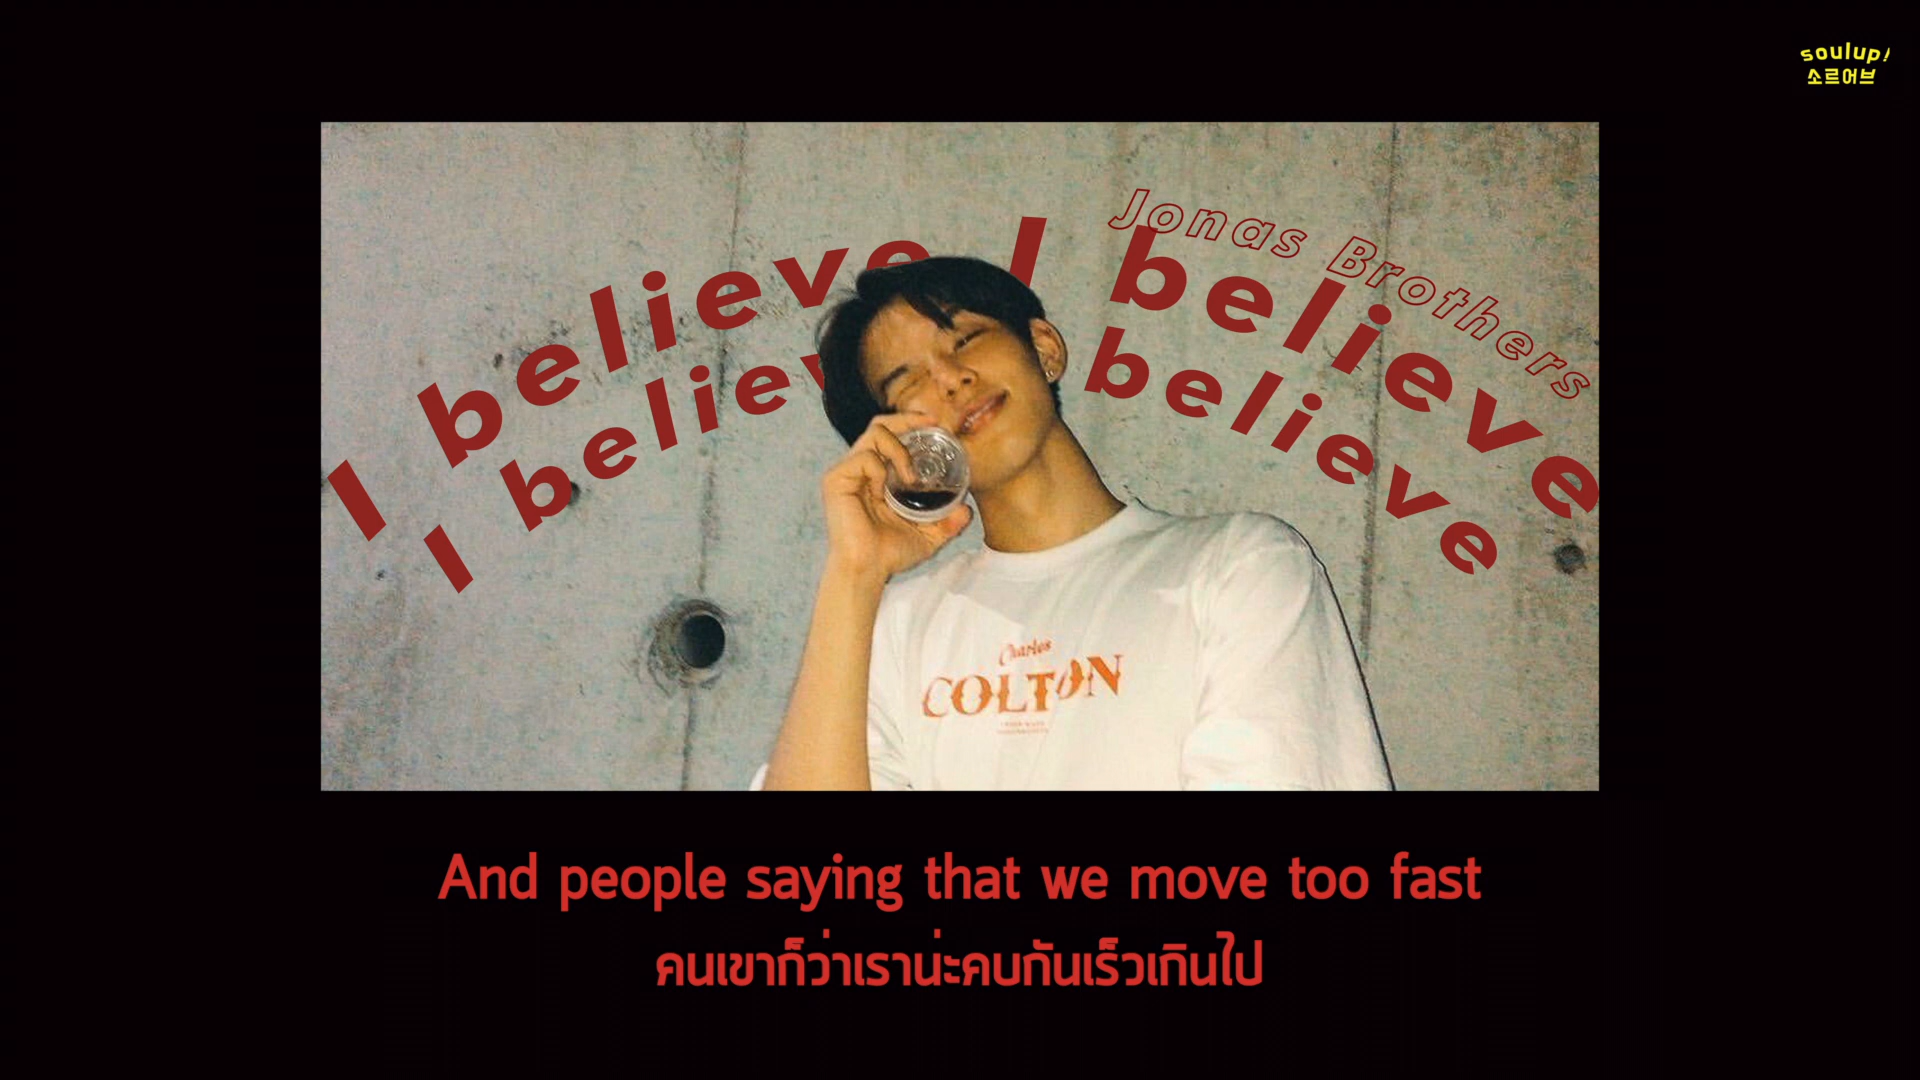 soulup!
소르어브
Jonas Brothers
I believe I believe
I believe believe
Charles
COLTON
And people saying that we move too fast
คนเขาก็ว่าเราน่ะคบกันเร็วเกินไป